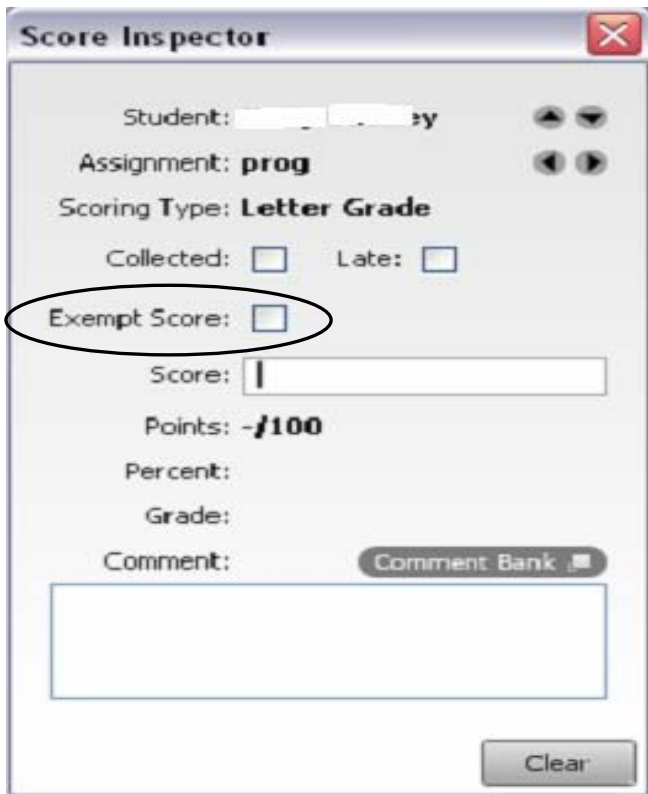 Score Inspector
Student:
Assignment: prog
Scoring Type: Letter Grade
Collected: Late:
Exempt Score:
Score:
Points: -/100
Percent:
Grade:
Comment: Comment Bank
Clear